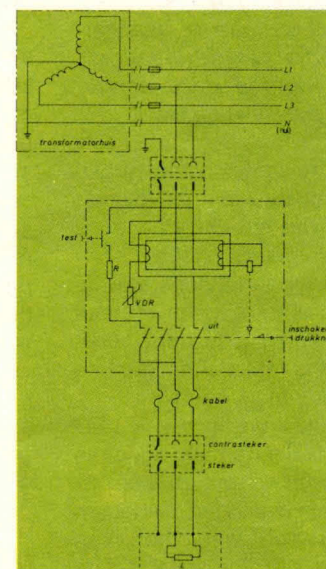 L1
L2
L3
N
(nul)
transformatorhuis
test
R
VDR
uit
inschakel
drukkn
kabel
contrasteker
steker